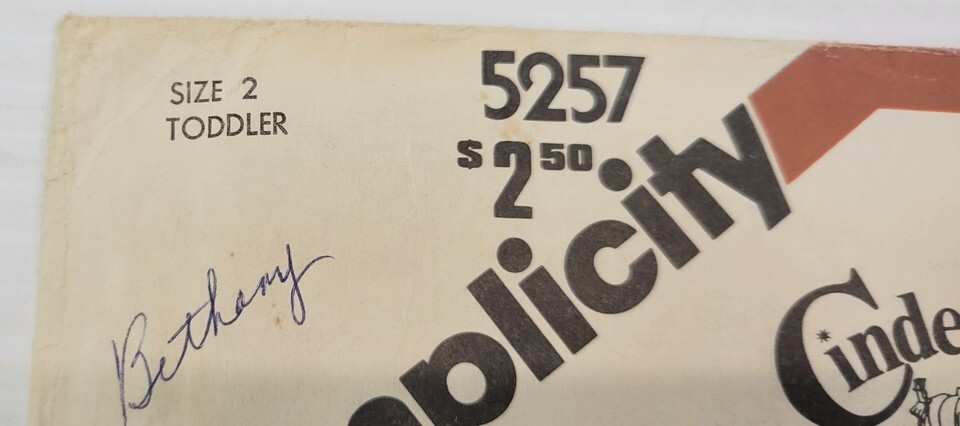 SIZE 2
TODDLER
5257
$2.50
plicity
Bethany
Cinde